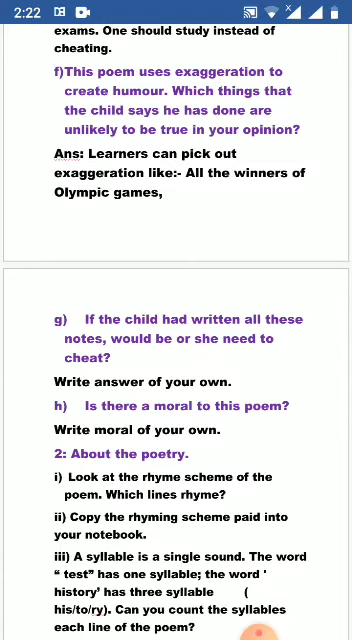 2:22
exams. One should study instead of
cheating.
f)This poem uses exaggeration to
create humour. Which things that
the child says he has done are
unlikely to be true in your opinion?
Ans: Learners can pick out
exaggeration like:- All the winners of
Olympic games,
g) If the child had written all these
notes, would be or she need to
cheat?
Write answer of your own.
h) Is there a moral to this poem?
Write moral of your own.
2: About the poetry.
i) Look at the rhyme scheme of the
poem. Which lines rhyme?
ii) Copy the rhyming scheme paid into
your notebook.
iii) A syllable is a single sound. The word
“ test” has one syllable; the word '
history’ has three syllable (
his/to/ry). Can you count the syllables
each line of the poem?